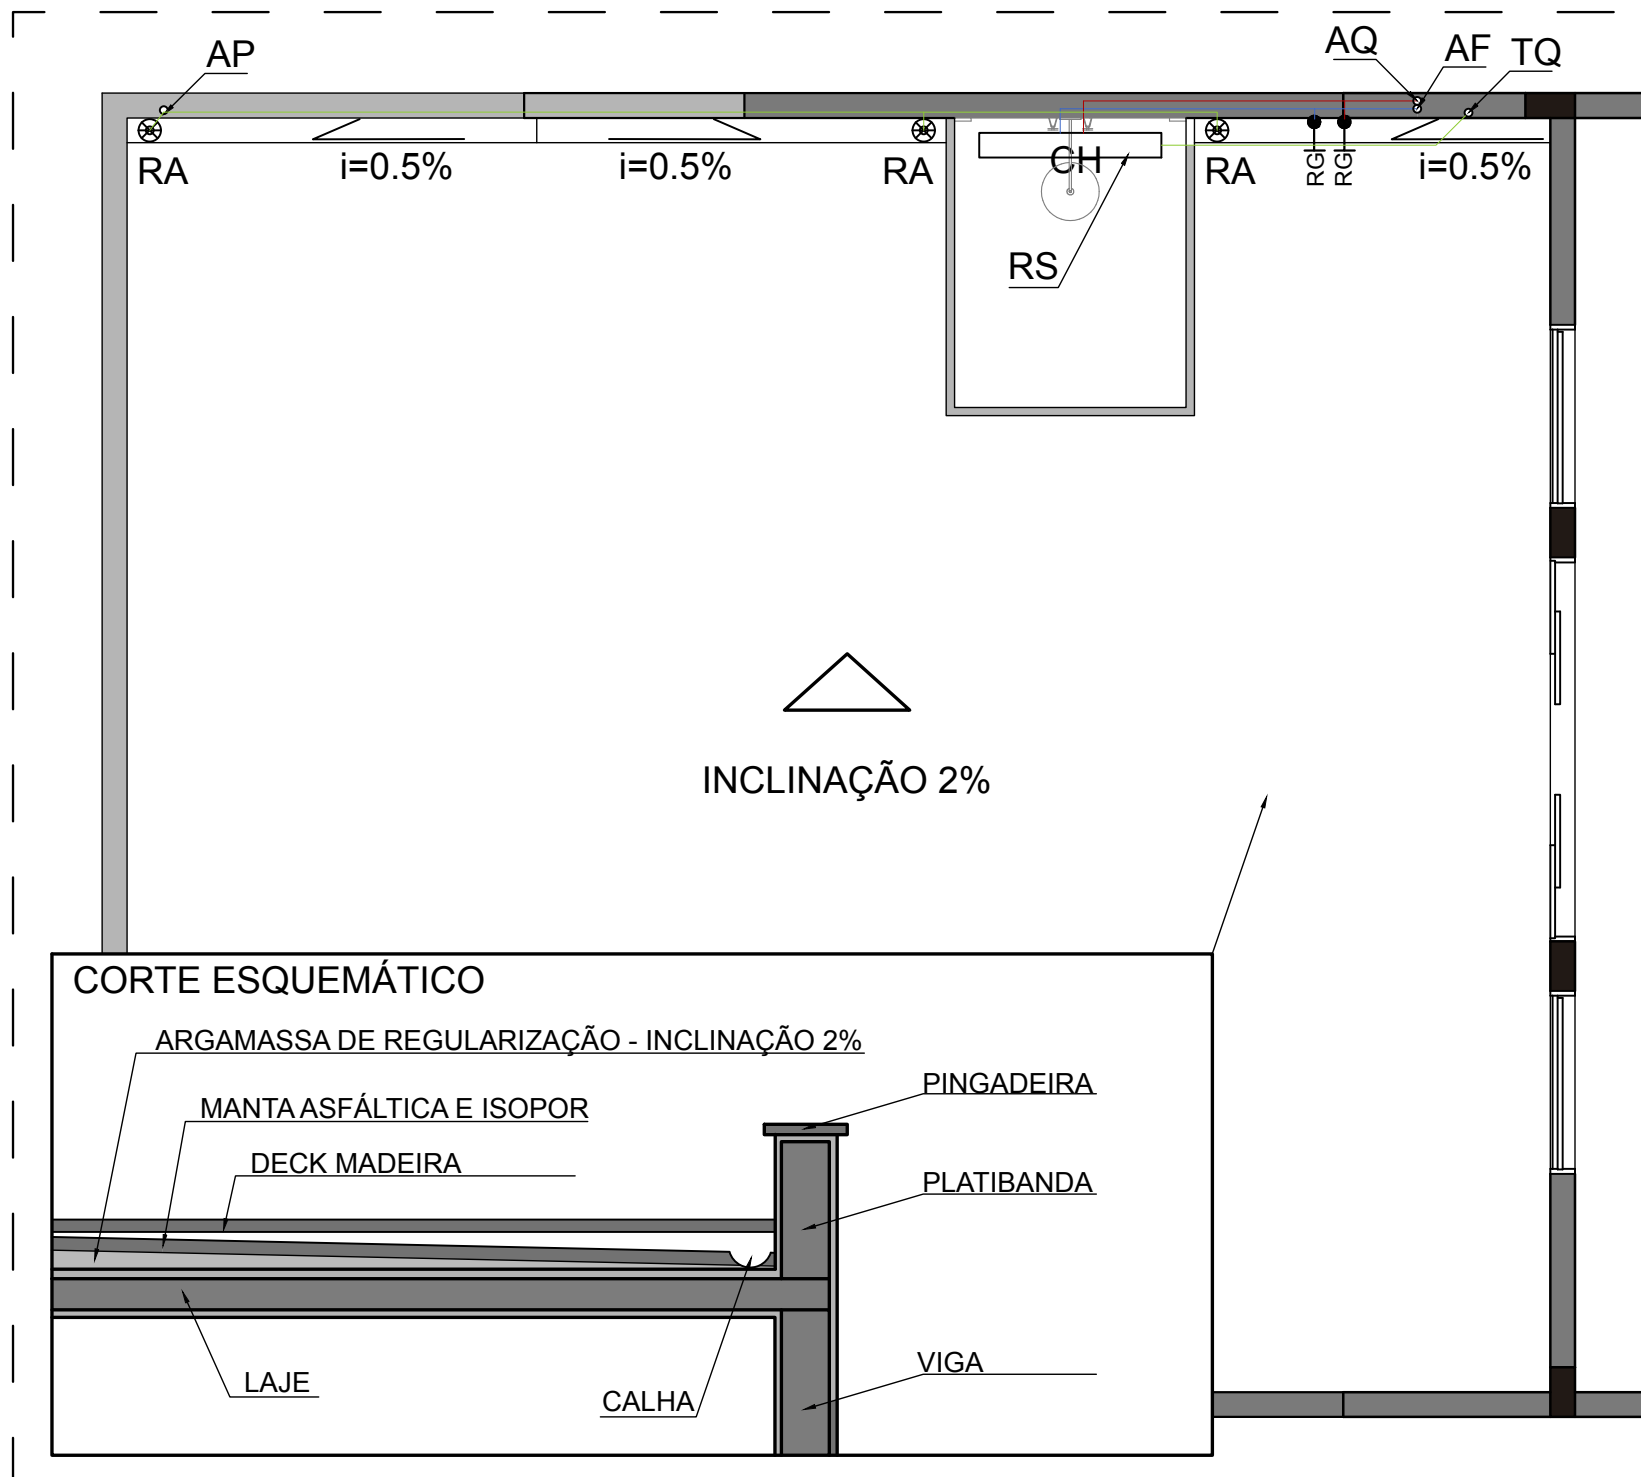 AP
AQ
AF
TQ
RA
i=0.5%
i=0.5%
RA
CH
RA
RG
RG
i=0.5%
RS
INCLINAÇÃO 2%
CORTE ESQUEMÁTICO
ARGAMASSA DE REGULARIZAÇÃO - INCLINAÇÃO 2%
PINGADEIRA
MANTA ASFÁLTICA E ISOPOR
DECK MADEIRA
PLATIBANDA
VIGA
LAJE
CALHA